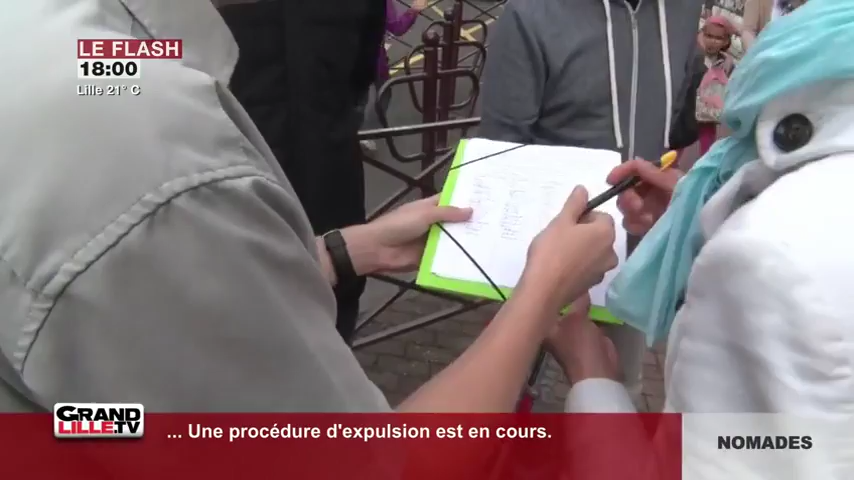 LE FLASH
18:00
Lille 21° C
GRAND
LILLE.TV
... Une procédure d'expulsion est en cours.
NOMADES